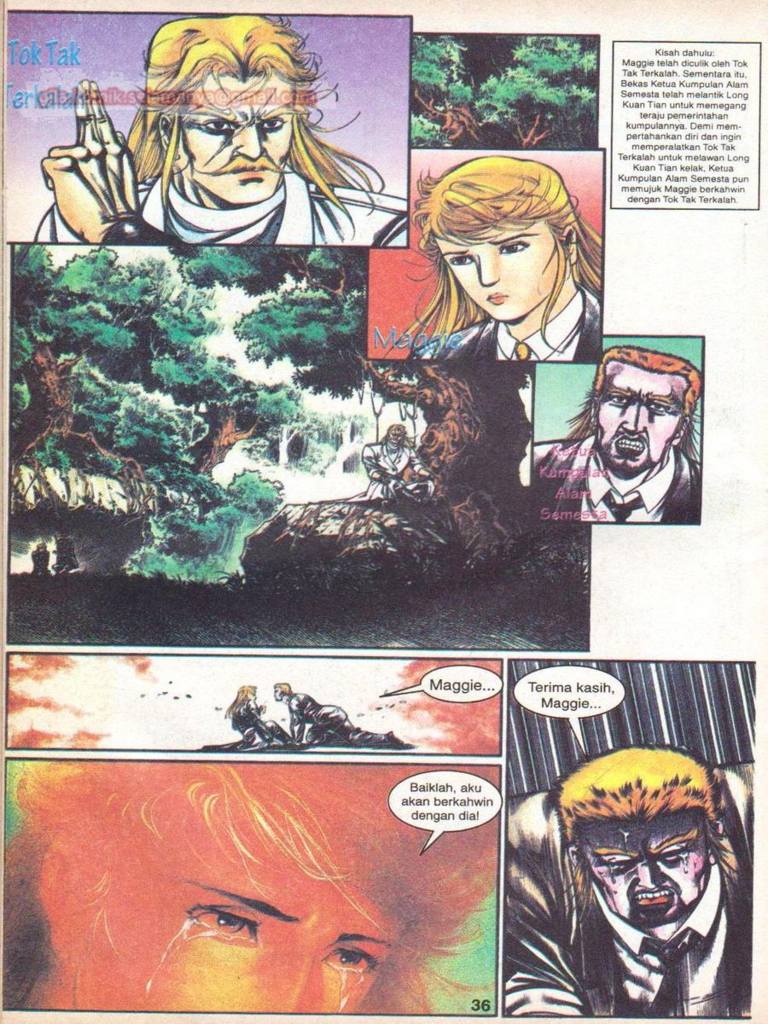 Tok Tak
Terkalah
Kisah dahulu:
Maggie telah diculik oleh Tok
Tak Terkalah. Sementara itu,
Bekas Ketua Kumpulan Alam
Semesta telah melantik Long
Kuan Tian untuk memegang
teraju pemerintahan
kumpulannya. Demi mem-
pertahankan diri dan ingin
memperalatkan Tok Tak
Terkalah untuk melawan Long
Kuan Tian kelak, Ketua
Kumpulan Alam Semesta pun
memujuk Maggie berkahwin
dengan Tok Tak Terkalah.
Maggie
Ketua
Kumpulan
Alam
Semesta
Maggie...
Terima kasih,
Maggie...
Baiklah, aku
akan berkahwin
dengan dia!
36